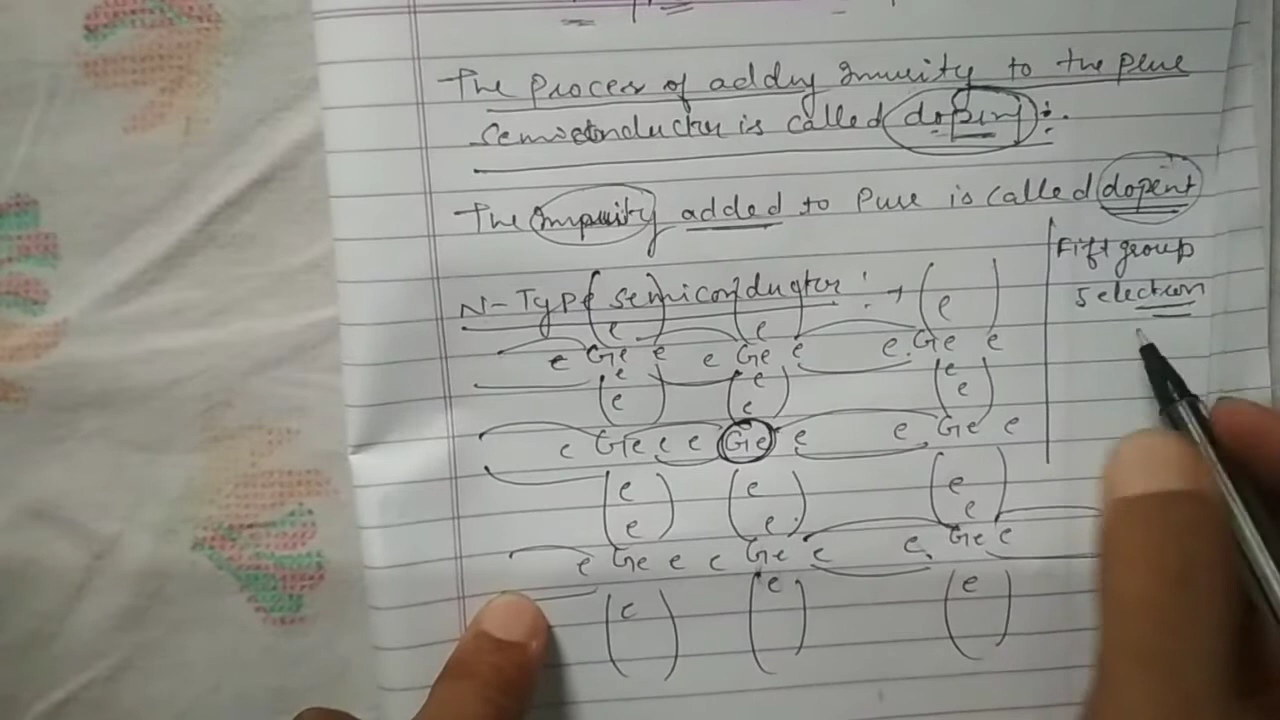 The Process of adding Impurity to the pure
semiconductor is called doping :.
The Impurity added to Pure is called dopent
N-Type semiconductor : →
Fift group
5 electron
e
e e
e Ge e e Ge e e Ge e
e e e
e e e
e Ge e e Ge e e Ge e
e e e
e e e
e Ge e e Ge e e Ge e
e e e